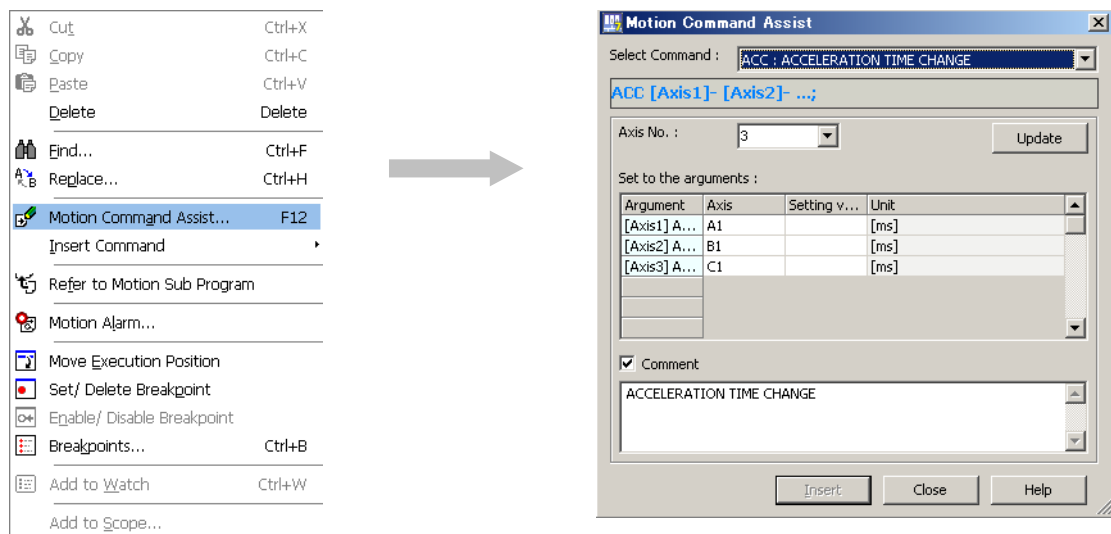 Cut Ctrl+X
Copy Ctrl+C
Paste Ctrl+V
Delete Delete
Find... Ctrl+F
Replace... Ctrl+H
Motion Command Assist... F12
Insert Command
Refer to Motion Sub Program
Motion Alarm...
Move Execution Position
Set/ Delete Breakpoint
Enable/ Disable Breakpoint
Breakpoints... Ctrl+B
Add to Watch Ctrl+W
Add to Scope...
Motion Command Assist
Select Command : ACC : ACCELERATION TIME CHANGE
ACC [Axis1]- [Axis2]- ...;
Axis No. : 3 Update
Set to the arguments :
Argument Axis Setting v... Unit
[Axis1] A... A1 [ms]
[Axis2] A... B1 [ms]
[Axis3] A... C1 [ms]
Comment
ACCELERATION TIME CHANGE
Insert Close Help